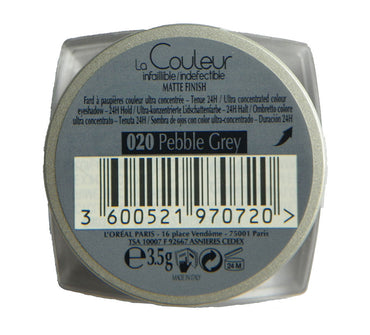 La Couleur
infaillible/indefectible
MATTE FINISH
Fard à paupières couleur ultra concentrée - Tenue 24H / Ultra concentrated colour
eyeshadow - 24H Hold / Ultra-konzentrierte Lidschattenfarbe - 24H Halt / Ombretto colore
ultra concentrato - Tenuta 24H / Sombra de ojos con color ultra-concentrado - Duración 24H
020 Pebble Grey
3 600521 970720 >
L'ORÉAL PARIS - 16 place Vendôme - 75001 Paris
TSA 10007 F 92667 ASNIERES CEDEX
e 3.5g
24 M
MADE IN ITALY